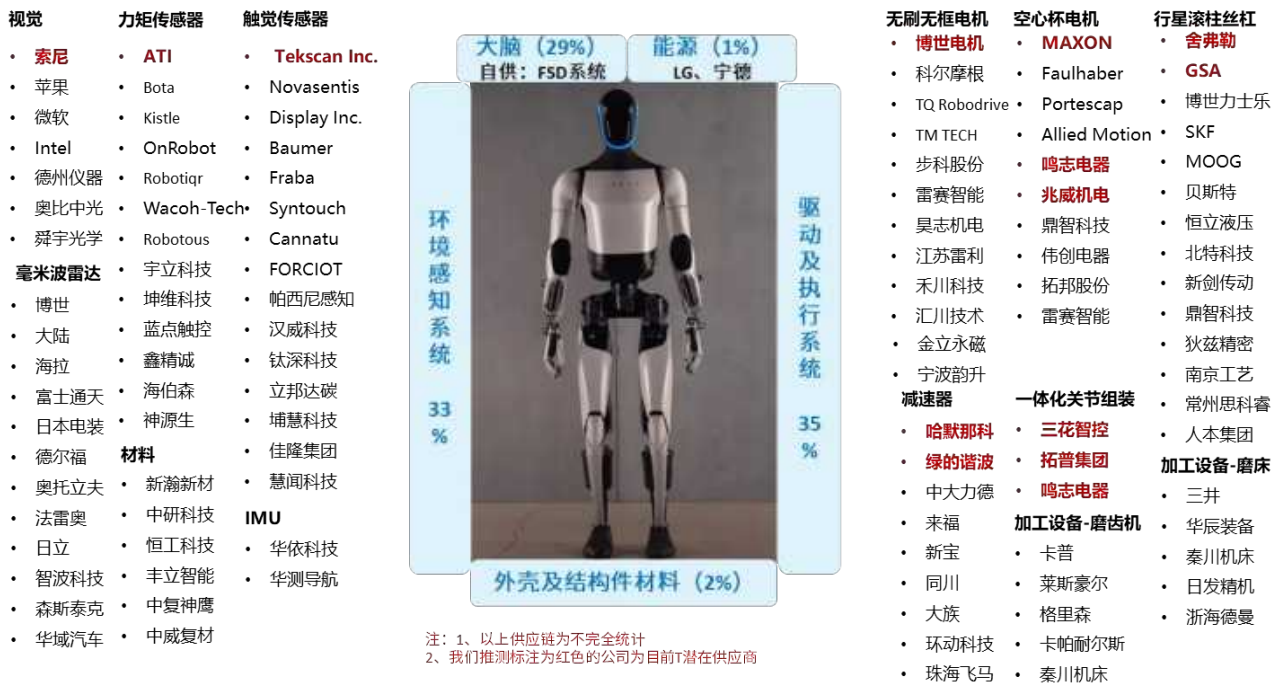 视觉
索尼
苹果
微软
Intel
德州仪器
奥比中光
舜宇光学
毫米波雷达
博世
大陆
海拉
富士通天
日本电装
德尔福
奥托立夫
法雷奥
日立
智波科技
森斯泰克
华域汽车
力矩传感器
ATI
Bota
Kistle
OnRobot
Robotiqr
Wacoh-Tech
Robotous
宇立科技
坤维科技
蓝点触控
鑫精诚
海伯森
神源生
材料
新瀚新材
中研科技
恒工科技
丰立智能
中复神鹰
中威复材
触觉传感器
Tekscan Inc.
Novasentis
Display Inc.
Baumer
Fraba
Syntouch
Cannatu
FORCIOT
帕西尼感知
汉威科技
钛深科技
立邦达碳
埔慧科技
佳隆集团
慧闻科技
IMU
华依科技
华测导航
大脑（29%）
自供：FSD系统
能源（1%）
LG、宁德
环境感知系统
33
%
驱动及执行系统
35
%
外壳及结构件材料（2%）
注：1、以上供应链为不完全统计
2、我们推测标注为红色的公司为目前T潜在供应商
无刷无框电机
博世电机
科尔摩根
TQ Robodrive
TM TECH
步科股份
雷赛智能
昊志机电
江苏雷利
禾川科技
汇川技术
金立永磁
宁波韵升
减速器
哈默那科
绿的谐波
中大力德
来福
新宝
同川
大族
环动科技
珠海飞马
空心杯电机
MAXON
Faulhaber
Portescap
Allied Motion
鸣志电器
兆威机电
鼎智科技
伟创电器
拓邦股份
雷赛智能
一体化关节组装
三花智控
拓普集团
鸣志电器
加工设备-磨齿机
卡普
莱斯豪尔
格里森
卡帕耐尔斯
秦川机床
行星滚柱丝杠
舍弗勒
GSA
博世力士乐
SKF
MOOG
贝斯特
恒立液压
北特科技
新剑传动
鼎智科技
狄兹精密
南京工艺
常州思科睿
人本集团
加工设备-磨床
三井
华辰装备
秦川机床
日发精机
浙海德曼